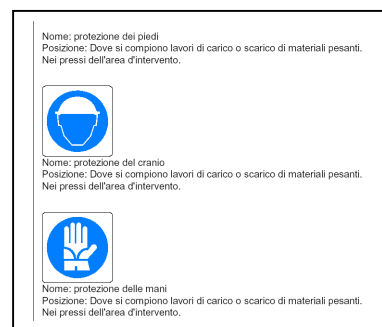 Nome: protezione dei piedi
Posizione: Dove si compiono lavori di carico o scarico di materiali pesanti.
Nei pressi dell'area d'intervento.
Nome: protezione del cranio
Posizione: Dove si compiono lavori di carico o scarico di materiali pesanti.
Nei pressi dell'area d'intervento.
Nome: protezione delle mani
Posizione: Dove si compiono lavori di carico o scarico di materiali pesanti.
Nei pressi dell'area d'intervento.